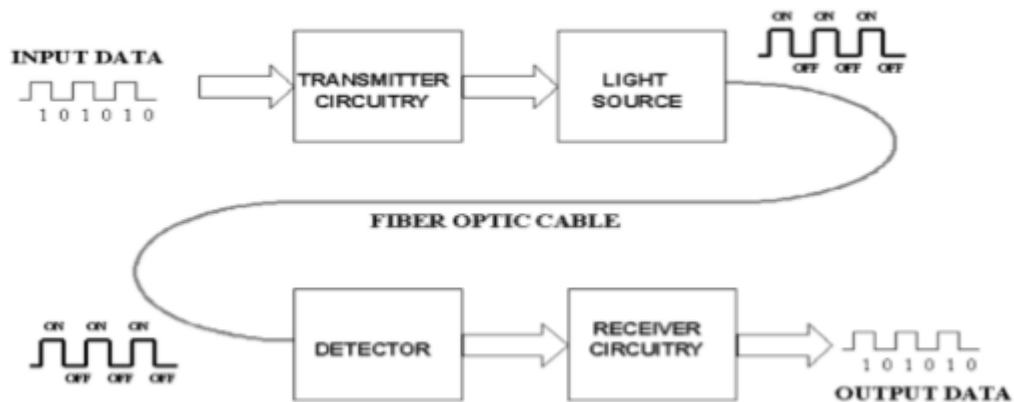 ON ON ON
OFF OFF OFF
INPUT DATA
1 0 1 0 1 0
TRANSMITTER
CIRCUITRY
LIGHT
SOURCE
FIBER OPTIC CABLE
ON ON ON
OFF OFF OFF
DETECTOR
RECEIVER
CIRCUITRY
1 0 1 0 1 0
OUTPUT DATA